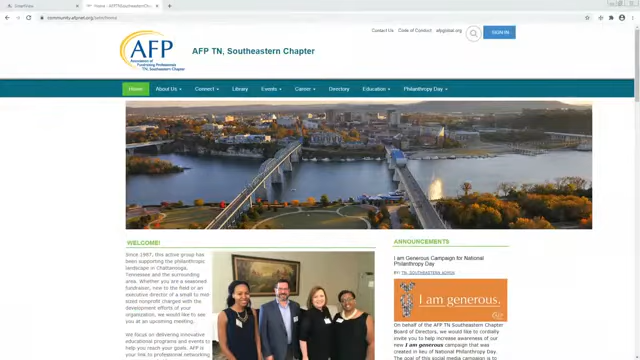 Home - AFPTNSoutheasternCh
community.afpnet.org
Contact Us Code of Conduct afpglobal.org SIGN IN
AFP
Association of
Fundraising Professionals
TN, Southeastern Chapter
AFP TN, Southeastern Chapter
Home About Us Connect Library Events Career Directory Education Philanthropy Day
WELCOME!
Since 1987, this active group has
been supporting the philanthropic
landscape in Chattanooga,
Tennessee and the surrounding
area. Whether you are a seasoned
fundraiser, new to the field or an
executive director of a small to mid-
sized nonprofit charged with the
development efforts of your
organization, we would like to see
you at an upcoming meeting.
We focus on delivering innovative
educational programs and events to
help you reach your goals. AFP is
your link to professional networking
ANNOUNCEMENTS
I am Generous Campaign for National
Philanthropy Day
BY: TN, SOUTHEASTERN ADMIN
I am generous.
On behalf of the AFP TN Southeastern
Chapter Board of
Directors, we would like to cordially
invite you to help increase awareness of our
new I am generous campaign that was
created in lieu of National Philanthropy Day.
The goal of this social media campaign is to